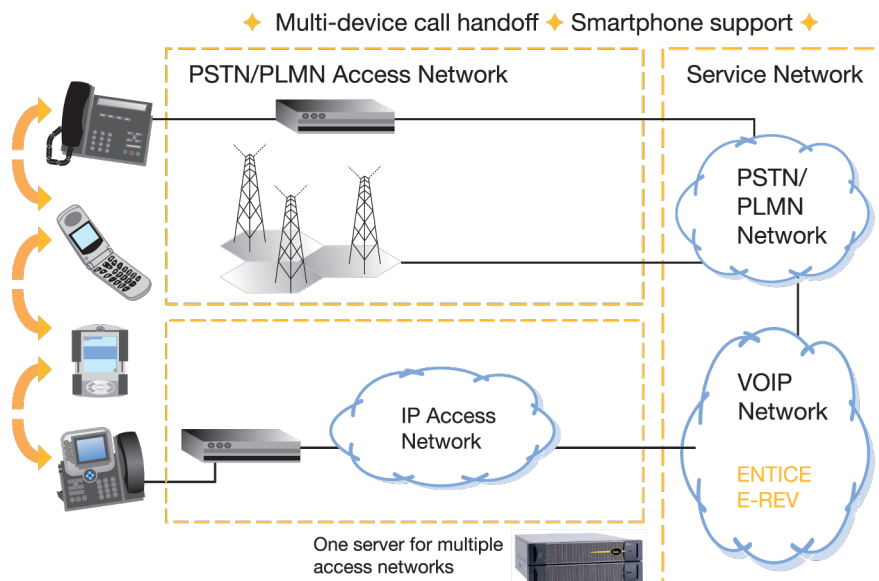 Multi-device call handoff Smartphone support
PSTN/PLMN Access Network
Service Network
PSTN/
PLMN
Network
IP Access
Network
VOIP
Network
ENTICE
E-REV
One server for multiple
access networks